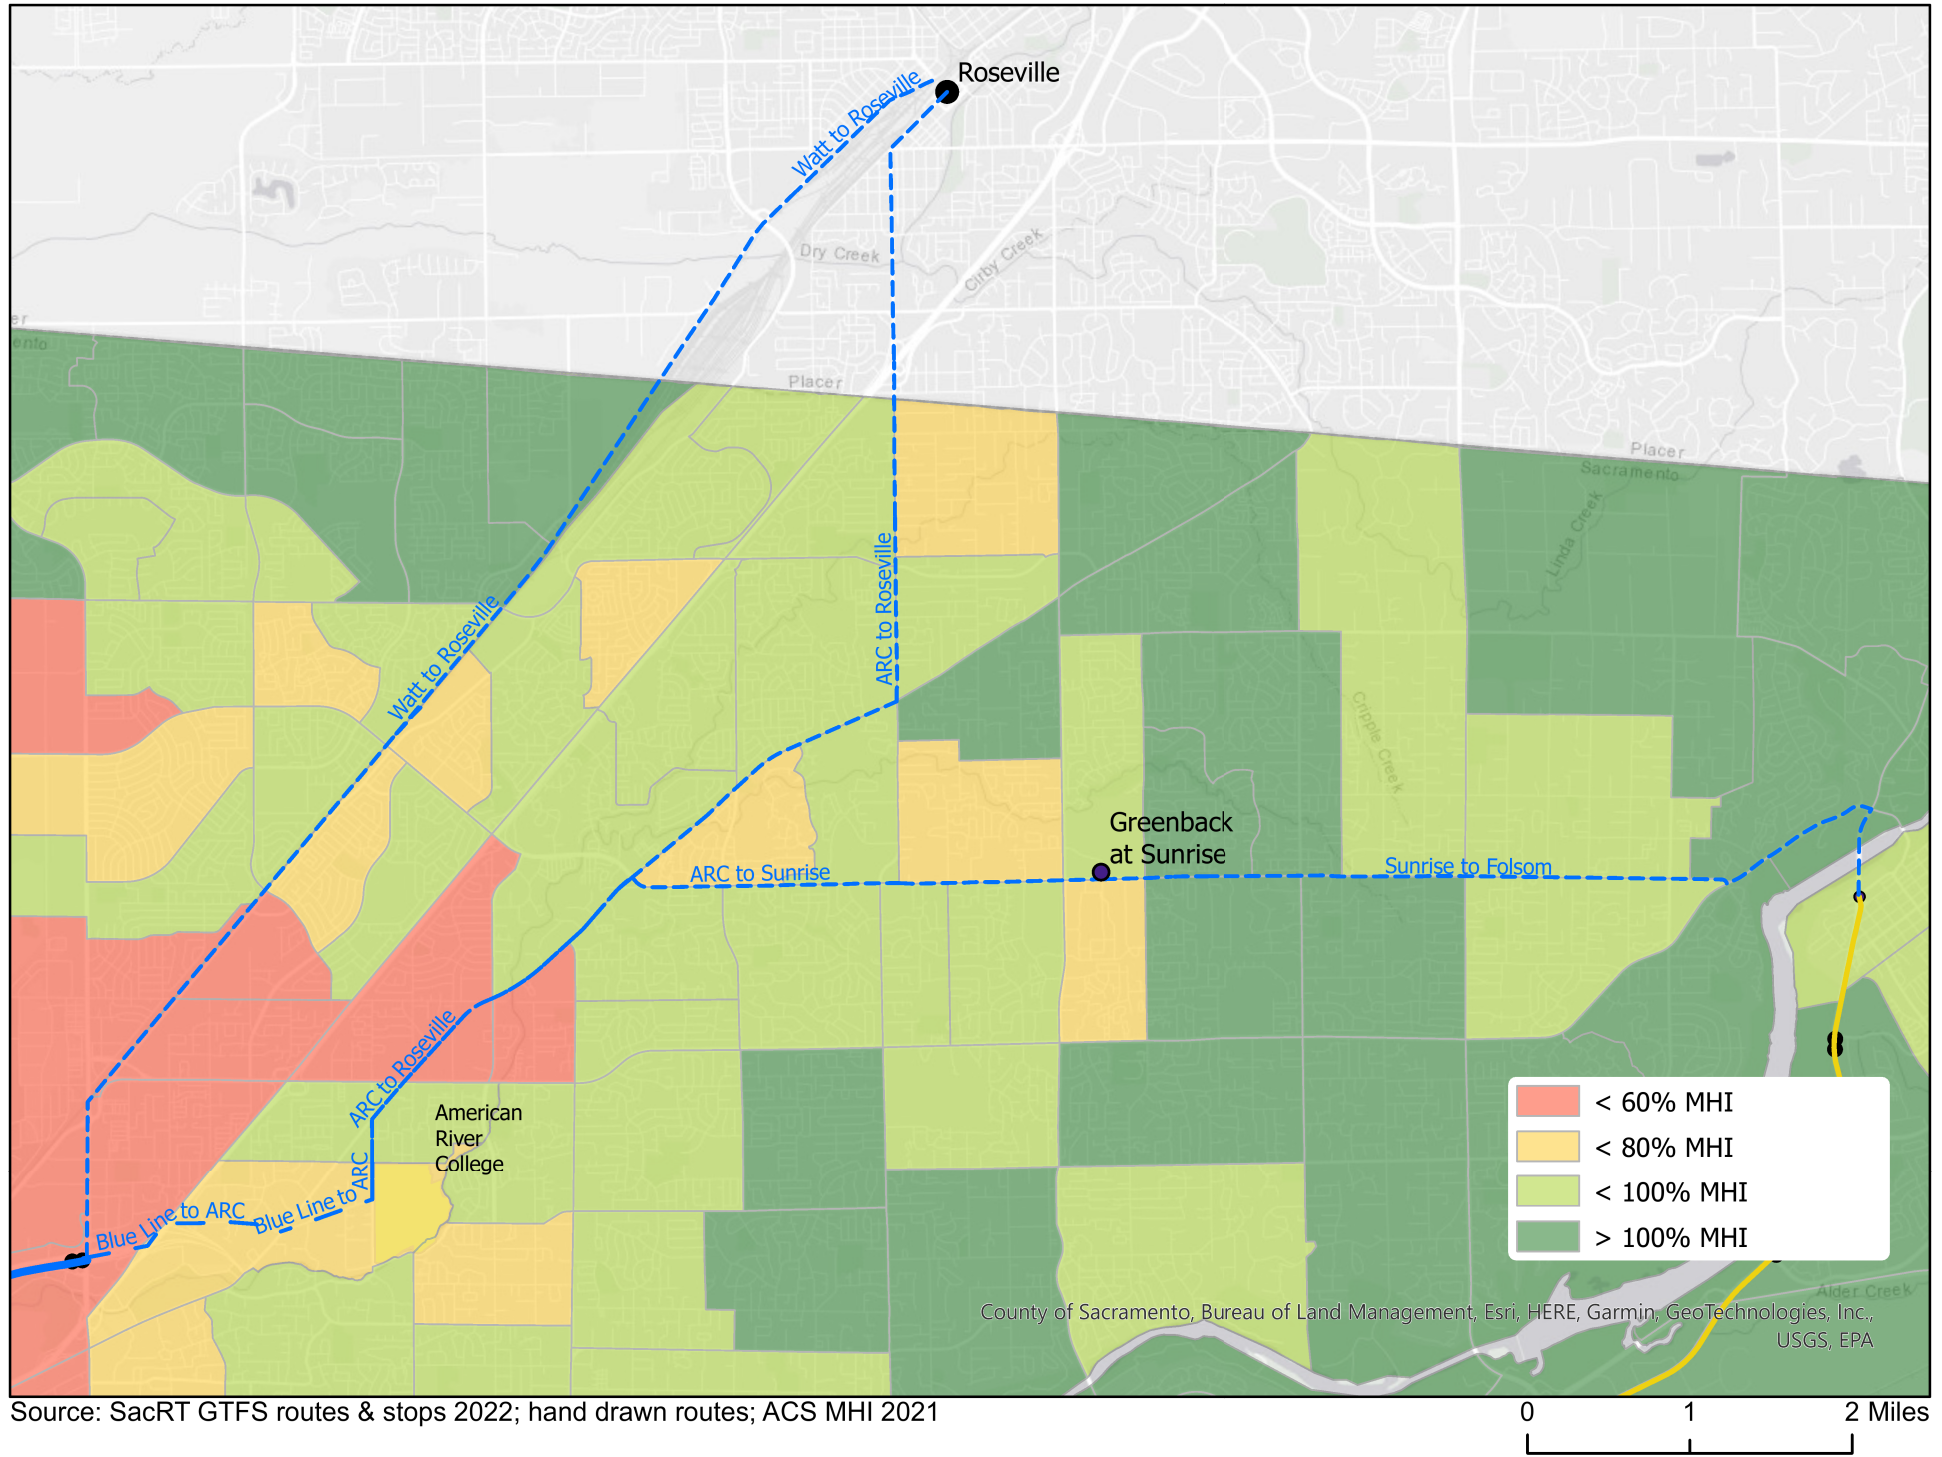 Roseville
Watt to Roseville
Dry Creek
Cirby Creek
er
ento
Placer
Placer
Sacramento
Linda Creek
ARC to Roseville
Watt to Roseville
Cripple Creek
Greenback
at Sunrise
ARC to Sunrise
Sunrise to Folsom
ARC to Roseville
American
River
College
Blue Line to ARC
Blue Line to ARC
< 60% MHI
< 80% MHI
< 100% MHI
> 100% MHI
Alder Creek
County of Sacramento, Bureau of Land Management, Esri, HERE, Garmin, GeoTechnologies, Inc.,
USGS, EPA
Source: SacRT GTFS routes & stops 2022; hand drawn routes; ACS MHI 2021
0 1 2 Miles